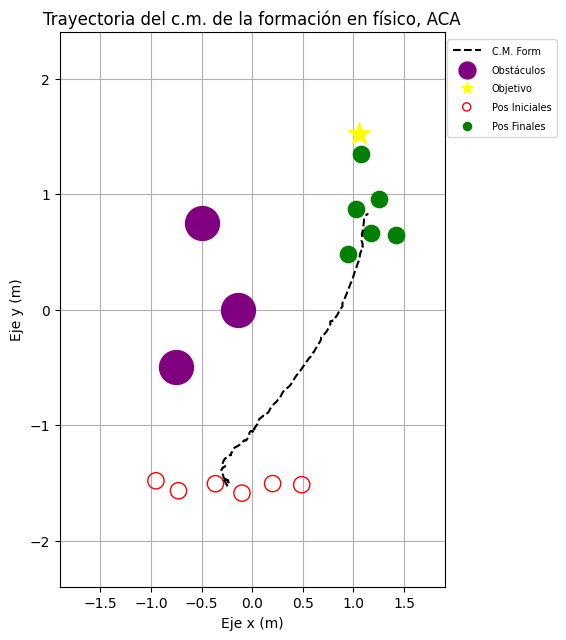 Trayectoria del c.m. de la formación en físico, ACA
C.M. Form
Obstáculos
Objetivo
Pos Iniciales
Pos Finales
Eje y (m)
2
1
0
−1
−2
−1.5
−1.0
−0.5
0.0
0.5
1.0
1.5
Eje x (m)